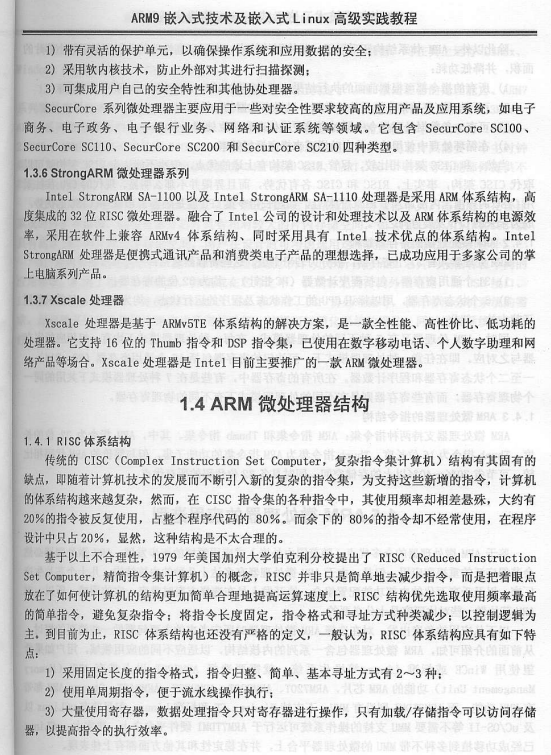 ARM9 嵌入式技术及嵌入式 Linux 高级实践教程
1) 带有灵活的保护单元，以确保操作系统和应用数据的安全；
2) 采用软内核技术，防止外部对其进行扫描探测；
3) 可集成用户自己的安全特性和其他协处理器。
SecurCore 系列微处理器主要应用于一些对安全性要求较高的应用产品及应用系统，如电子
商务、电子政务、电子银行业务、网络和认证系统等领域。它包含 SecurCore SC100、
SecurCore SC110、SecurCore SC200 和 SecurCore SC210 四种类型。
1.3.6 StrongARM 微处理器系列
Intel StrongARM SA-1100 以及 Intel StrongARM SA-1110 处理器是采用 ARM 体系结构，高
度集成的 32 位 RISC 微处理器。融合了 Intel 公司的设计和处理技术以及 ARM 体系结构的电源效
率，采用在软件上兼容 ARMv4 体系结构、同时采用具有 Intel 技术优点的体系结构。Intel
StrongARM 处理器是便携式通讯产品和消费类电子产品的理想选择，已成功应用于多家公司的掌
上电脑系列产品。
1.3.7 Xscale 处理器
Xscale 处理器是基于 ARMv5TE 体系结构的解决方案，是一款全性能、高性价比、低功耗的
处理器。它支持 16 位的 Thumb 指令和 DSP 指令集，已使用在数字移动电话、个人数字助理和网
络产品等场合。Xscale 处理器是 Intel 目前主要推广的一款 ARM 微处理器。
1.4 ARM 微处理器结构
1.4.1 RISC 体系结构
传统的 CISC（Complex Instruction Set Computer，复杂指令集计算机）结构有其固有的
缺点，即随着计算机技术的发展而不断引入新的复杂的指令集，为支持这些新增的指令，计算机
的体系结构越来越复杂，然而，在 CISC 指令集的各种指令中，其使用频率却相差悬殊，大约有
20%的指令被反复使用，占整个程序代码的 80%。而余下的 80%的指令却不经常使用，在程序
设计中只占 20%，显然，这种结构是不太合理的。
基于以上不合理性，1979 年美国加州大学伯克利分校提出了 RISC（Reduced Instruction
Set Computer，精简指令集计算机）的概念，RISC 并非只是简单地去减少指令，而是把着眼点
放在了如何使计算机的结构更加简单合理地提高运算速度上。RISC 结构优先选取使用频率最高
的简单指令，避免复杂指令；将指令长度固定，指令格式和寻址方式种类减少；以控制逻辑为
主。到目前为止，RISC 体系结构也还没有严格的定义，一般认为，RISC 体系结构应具有如下特
点：
1) 采用固定长度的指令格式，指令归整、简单、基本寻址方式有 2～3 种；
2) 使用单周期指令，便于流水线操作执行；
3) 大量使用寄存器，数据处理指令只对寄存器进行操作，只有加载/存储指令可以访问存储
器，以提高指令的执行效率。